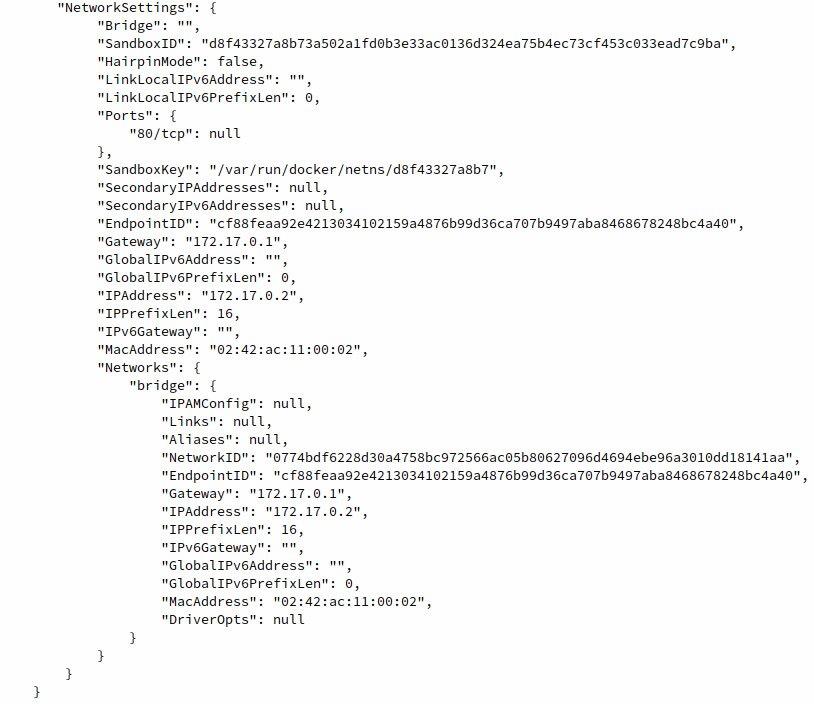 "NetworkSettings": {
"Bridge": "",
"SandboxID": "d8f43327a8b73a502a1fd0b3e33ac0136d324ea75b4ec73cf453c033ead7c9ba",
"HairpinMode": false,
"LinkLocalIPv6Address": "",
"LinkLocalIPv6PrefixLen": 0,
"Ports": {
"80/tcp": null
},
"SandboxKey": "/var/run/docker/netns/d8f43327a8b7",
"SecondaryIPAddresses": null,
"SecondaryIPv6Addresses": null,
"EndpointID": "cf88feaa92e4213034102159a4876b99d36ca707b9497aba8468678248bc4a40",
"Gateway": "172.17.0.1",
"GlobalIPv6Address": "",
"GlobalIPv6PrefixLen": 0,
"IPAddress": "172.17.0.2",
"IPPrefixLen": 16,
"IPv6Gateway": "",
"MacAddress": "02:42:ac:11:00:02",
"Networks": {
"bridge": {
"IPAMConfig": null,
"Links": null,
"Aliases": null,
"NetworkID": "0774bdf6228d30a4758bc972566ac05b80627096d4694ebe96a3010dd18141aa",
"EndpointID": "cf88feaa92e4213034102159a4876b99d36ca707b9497aba8468678248bc4a40",
"Gateway": "172.17.0.1",
"IPAddress": "172.17.0.2",
"IPPrefixLen": 16,
"IPv6Gateway": "",
"GlobalIPv6Address": "",
"GlobalIPv6PrefixLen": 0,
"MacAddress": "02:42:ac:11:00:02",
"DriverOpts": null
}
}
}
}